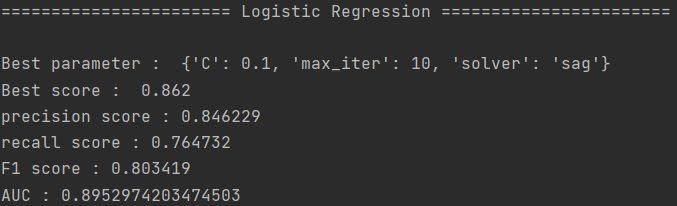 ======================= Logistic Regression =======================
Best parameter :  {'C': 0.1, 'max_iter': 10, 'solver': 'sag'}
Best score :  0.862
precision score : 0.846229
recall score : 0.764732
F1 score : 0.803419
AUC : 0.8952974203474503